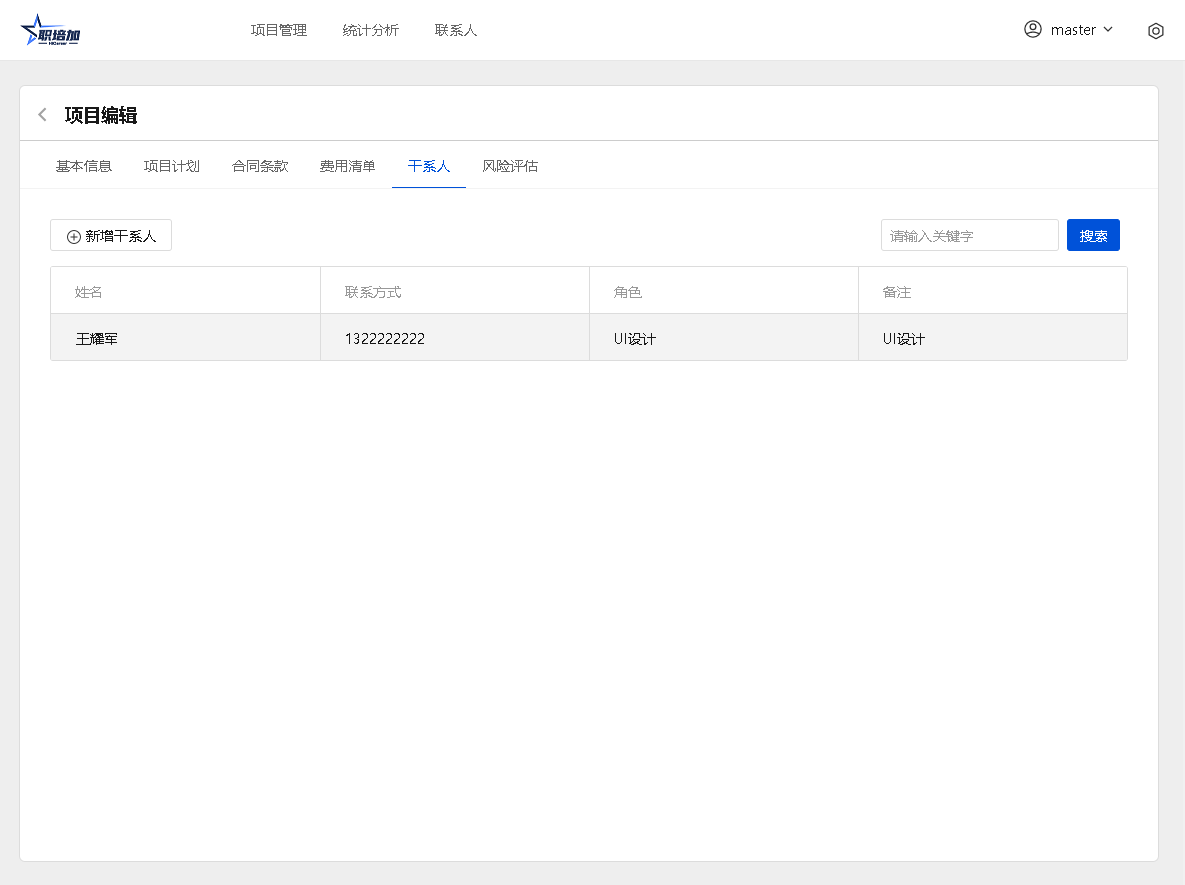 职培加
HiCareer
项目管理 统计分析 联系人
master
项目编辑
基本信息 项目计划 合同条款 费用清单 干系人 风险评估
新增干系人
请输入关键字 搜索
姓名 联系方式 角色 备注
王耀军 1322222222 UI设计 UI设计